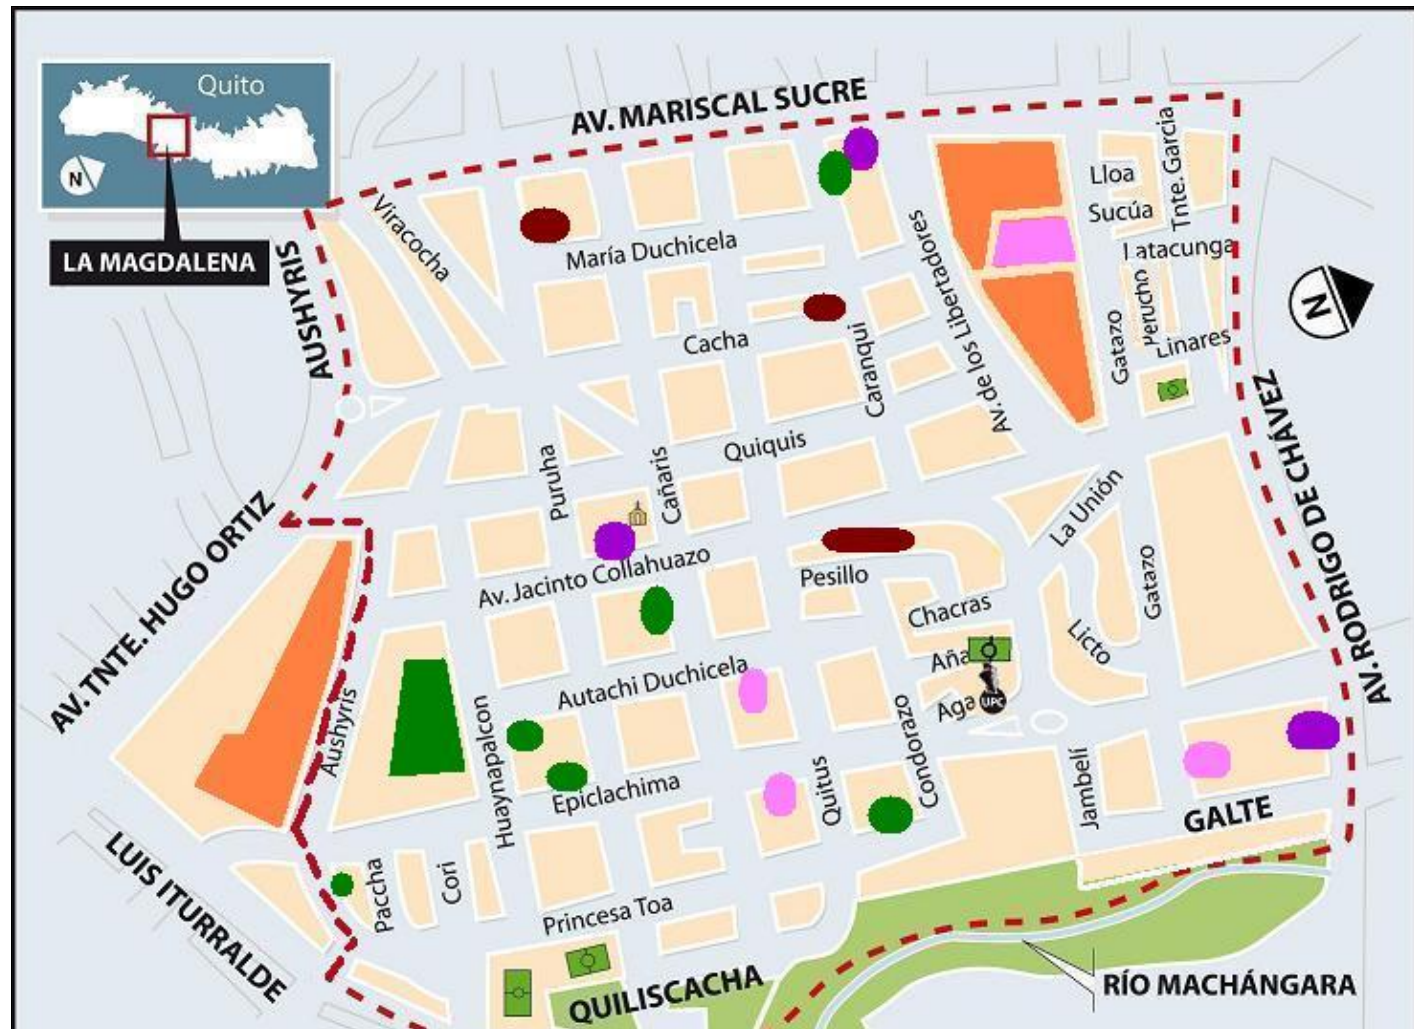 AV. MARISCAL SUCRE
Quito
N
LA MAGDALENA
Viracocha
María Duchicela
Lloa
Sucúa
Tnte. García
Latacunga
AUSHYRIS
Av. de los Libertadores
Perucho
Gatazo
Linares
N
Cacha
Caranqui
Quiquis
Puruha
Cañaris
La Unión
AV. RODRIGO DE CHÁVEZ
AV. TNTE. HUGO ORTIZ
Av. Jacinto Collahuazo
Pesillo
Chacras
Gatazo
Licto
Aña
Autachi Duchicela
Aga
UPC
Aushyris
Huaynapalcon
Epiclachima
Quitus
Condorazo
Jambelí
GALTE
LUIS ITURRALDE
Paccha
Cori
Princesa Toa
QUILISCACHA
RÍO MACHÁNGARA